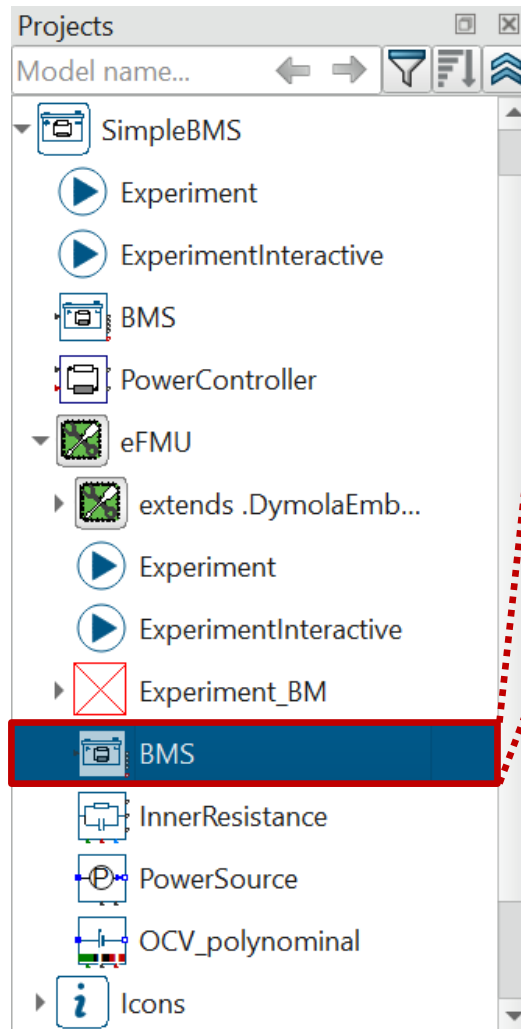 Projects
Model name...
SimpleBMS
Experiment
ExperimentInteractive
BMS
PowerController
eFMU
extends .DymolaEmb...
Experiment
ExperimentInteractive
Experiment_BM
BMS
InnerResistance
P
PowerSource
OCV_polynominal
i
Icons